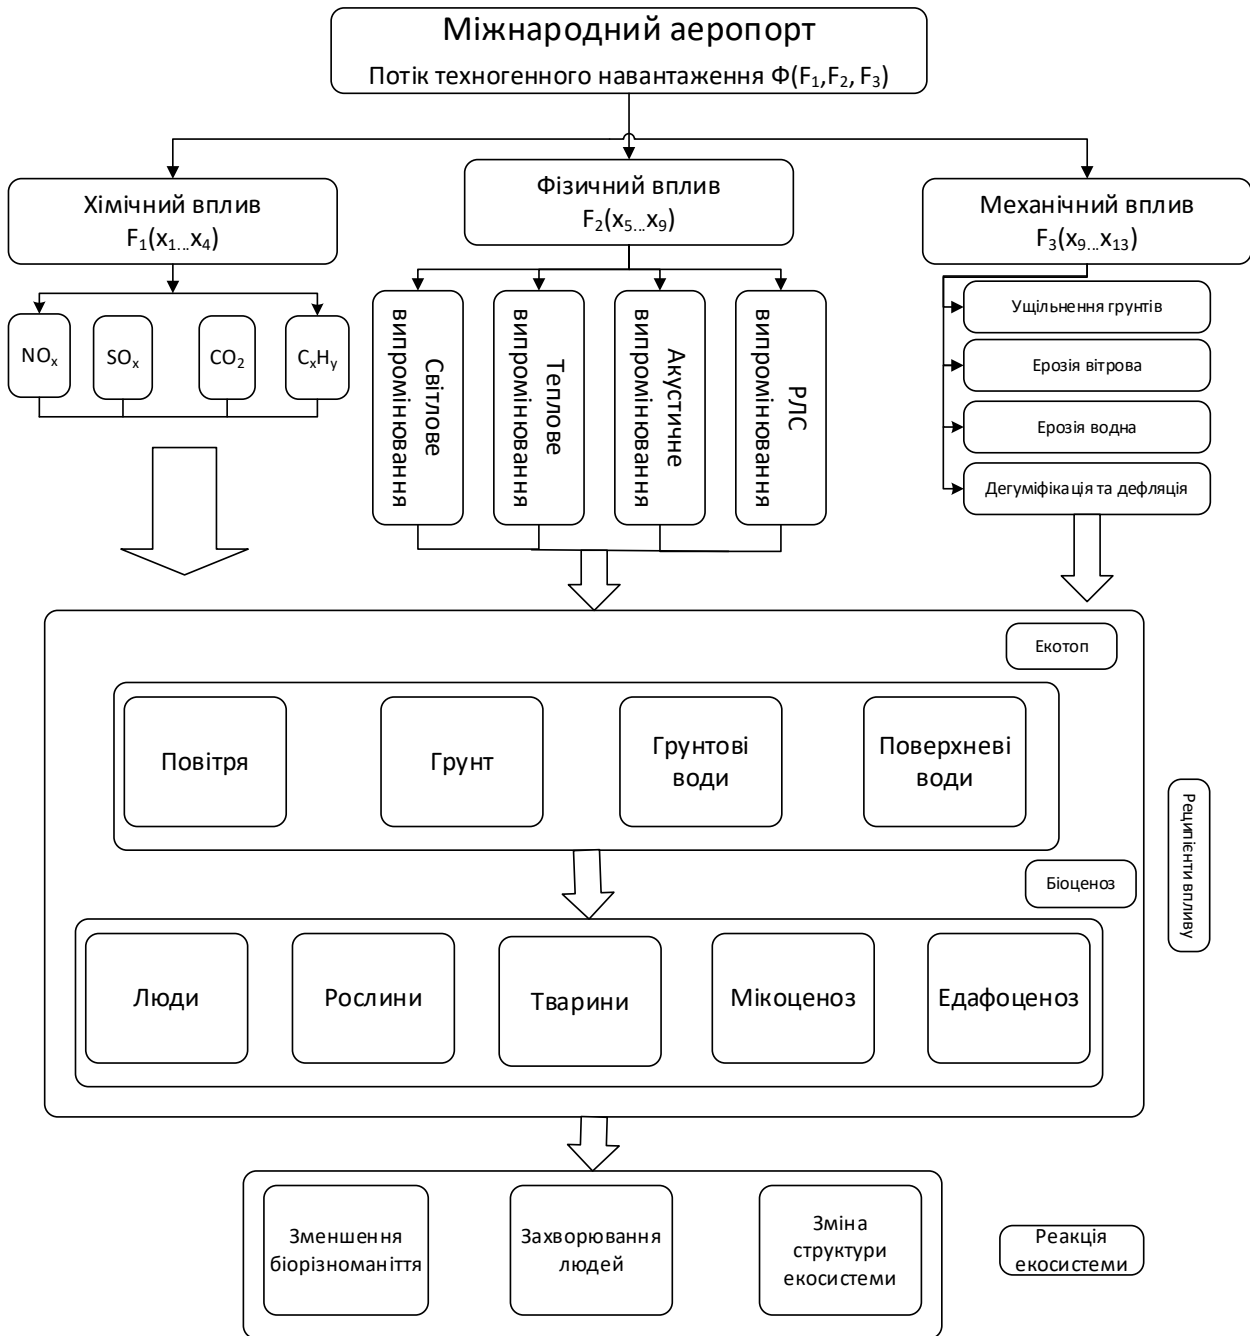 Міжнародний аеропорт
Потік техногенного навантаження Ф(F₁,F₂, F₃)
Хімічний вплив
F₁(x₁...x₄)
Фізичний вплив
F₂(x₅...x₉)
Механічний вплив
F₃(x₉...x₁₃)
NOₓ
SOₓ
CO₂
CₓHᵧ
Світлове
випромінювання
Теплове
випромінювання
Акустичне
випромінювання
РЛС
випромінювання
Ущільнення грунтів
Ерозія вітрова
Ерозія водна
Дегуміфікація та дефляція
Екотоп
Повітря
Грунт
Грунтові
води
Поверхневі
води
Реципієнти впливу
Біоценоз
Люди
Рослини
Тварини
Мікоценоз
Едафоценоз
Зменшення
біорізноманіття
Захворювання
людей
Зміна
структури
екосистеми
Реакція
екосистеми